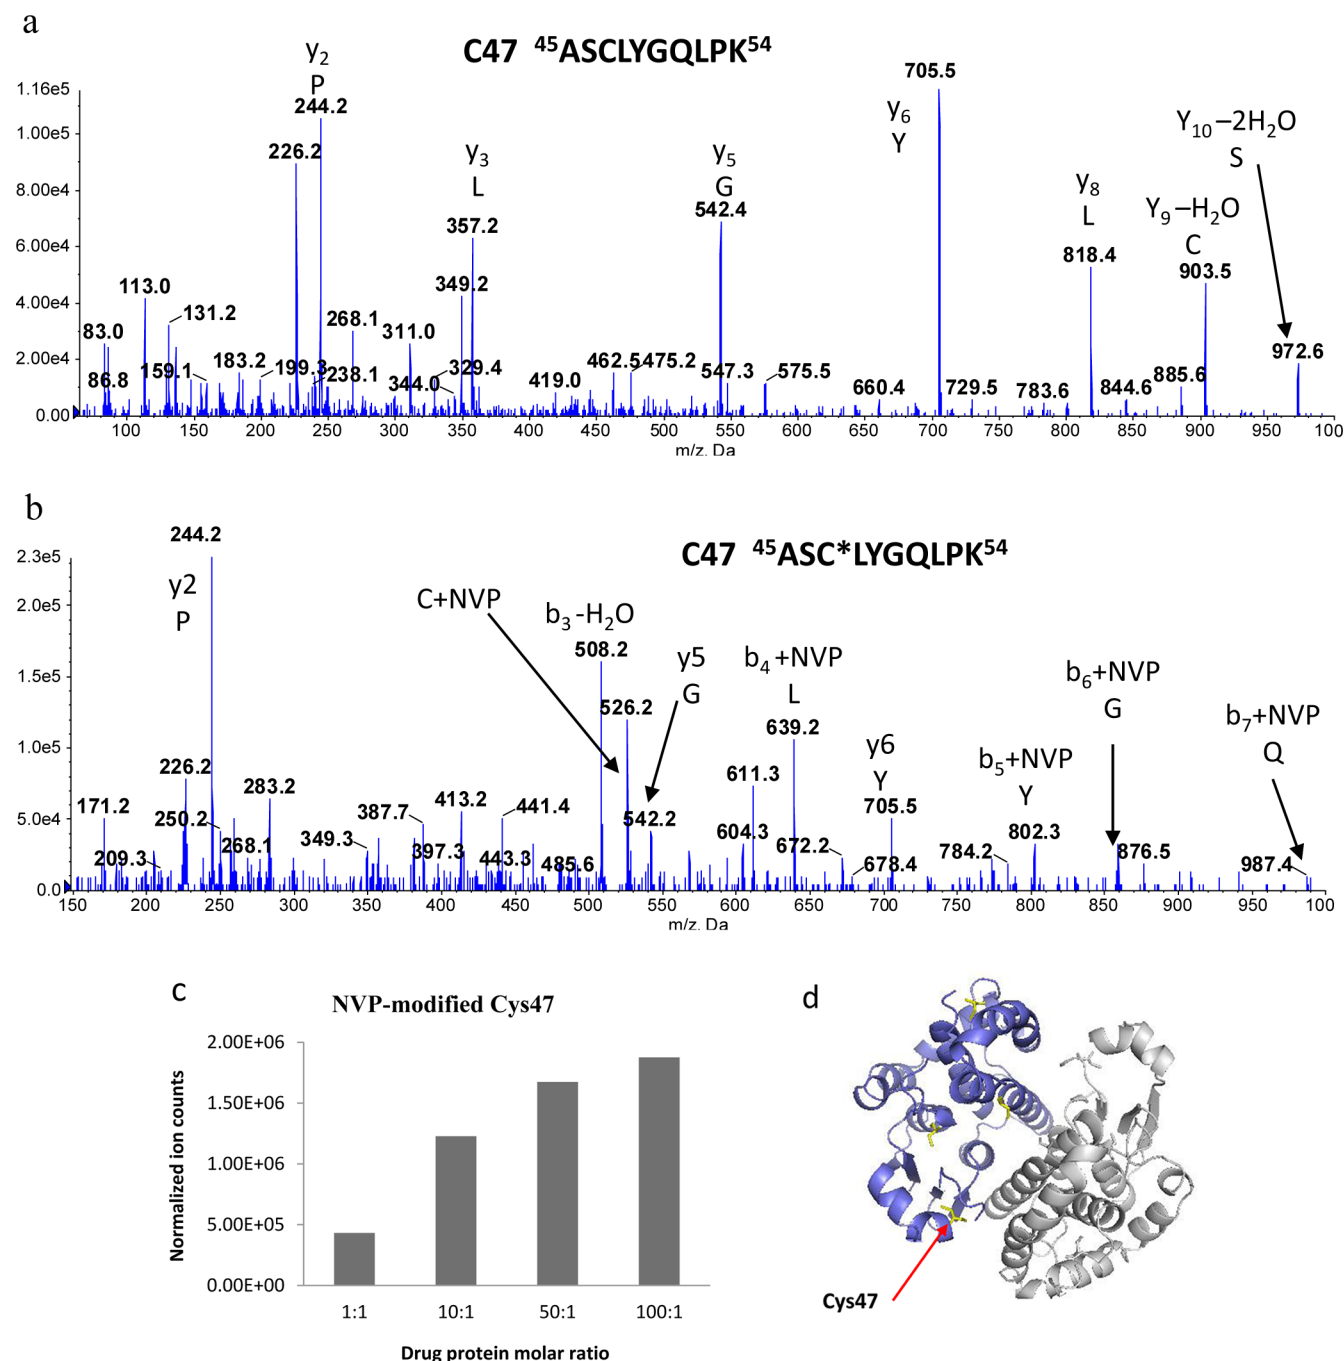 a
C47 ⁴⁵ASCLYGQLPK⁵⁴
1.16e5
1.00e5
8.00e4
6.00e4
4.00e4
2.00e4
0.00
y₂
P
244.2
226.2
y₃
L
357.2
y₅
G
542.4
705.5
y₆
Y
y₈
L
818.4
Y₉–H₂O
C
903.5
Y₁₀–2H₂O
S
972.6
113.0
131.2
83.0
86.8
159.1
183.2
199.3
238.1
268.1
311.0
349.2
329.4
344.0
419.0
462.5
475.2
547.3
575.5
660.4
729.5
783.6
844.6
885.6
100 150 200 250 300 350 400 450 500 550 600 650 700 750 800 850 900 950 100
m/z, Da
b
C47 ⁴⁵ASC*LYGQLPK⁵⁴
2.3e5
2.0e5
1.5e5
1.0e5
5.0e4
0.0
244.2
y2
P
C+NVP
b₃-H₂O
508.2
526.2
y5
G
542.2
b₄+NVP
L
639.2
611.3
y6
Y
705.5
b₅+NVP
Y
802.3
b₆+NVP
G
b₇+NVP
Q
171.2
209.3
226.2
250.2
268.1
283.2
349.3
387.7
397.3
413.2
441.4
443.3
485.6
604.3
672.2
678.4
784.2
876.5
987.4
150 200 250 300 350 400 450 500 550 600 650 700 750 800 850 900 950 100
m/z, Da
c
NVP-modified Cys47
Normalized ion counts
2.00E+06
1.50E+06
1.00E+06
5.00E+05
0.00E+00
1:1 10:1 50:1 100:1
Drug protein molar ratio
d
Cys47